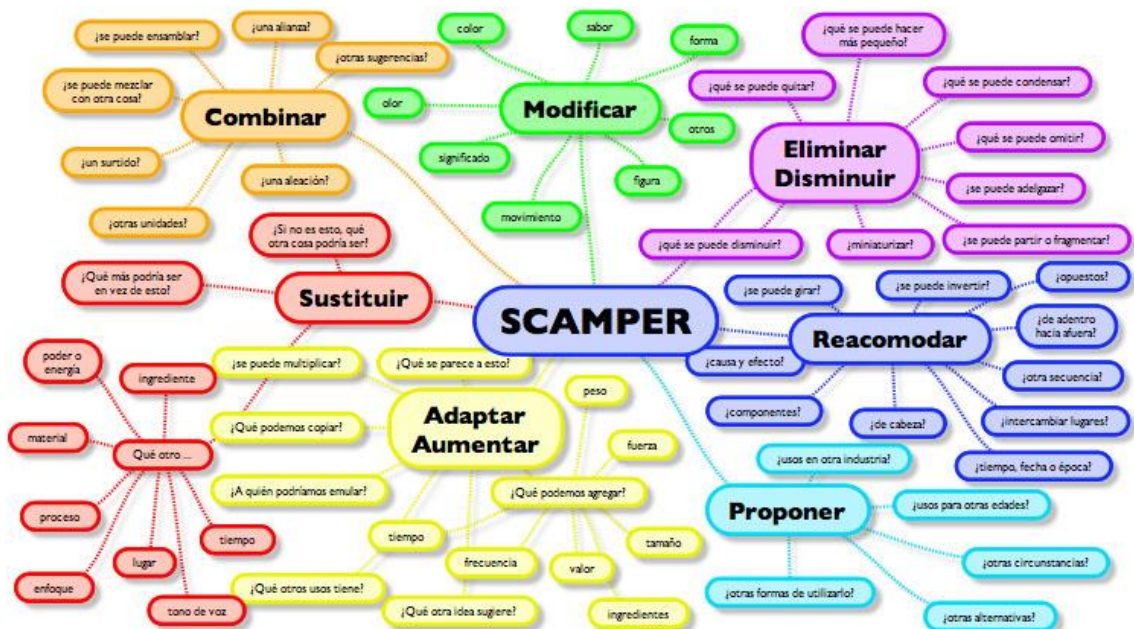 SCAMPER
Combinar
¿se puede ensamblar?
¿una alianza?
¿otras sugerencias?
¿se puede mezclar
con otra cosa?
¿un surtido?
¿una aleación?
¿otras unidades?
Modificar
color
sabor
forma
olor
otros
significado
figura
movimiento
Eliminar
Disminuir
¿qué se puede hacer
más pequeño?
¿qué se puede quitar?
¿qué se puede condensar?
¿qué se puede omitir?
¿se puede adelgazar?
¿qué se puede disminuir?
¿miniaturizar?
¿se puede partir o fragmentar?
Sustituir
¿Si no es esto, qué
otra cosa podría ser?
¿Qué más podría ser
en vez de esto?
Qué otro ...
poder o
energía
ingrediente
material
proceso
enfoque
lugar
tiempo
tono de voz
Adaptar
Aumentar
¿se puede multiplicar?
¿Qué se parece a esto?
¿Qué podemos copiar?
¿A quién podríamos emular?
¿Qué podemos agregar?
peso
fuerza
tiempo
frecuencia
valor
tamaño
ingredientes
¿Qué otros usos tiene?
¿Qué otra idea sugiere?
Reacomodar
¿se puede girar?
¿se puede invertir?
¿opuestos?
¿de adentro
hacia afuera?
¿causa y efecto?
¿otra secuencia?
¿componentes?
¿de cabeza?
¿intercambiar lugares?
¿tiempo, fecha o época?
Proponer
¿usos en otra industria?
¿usos para otras edades?
¿otras circunstancias?
¿otras formas de utilizarlo?
¿otras alternativas?